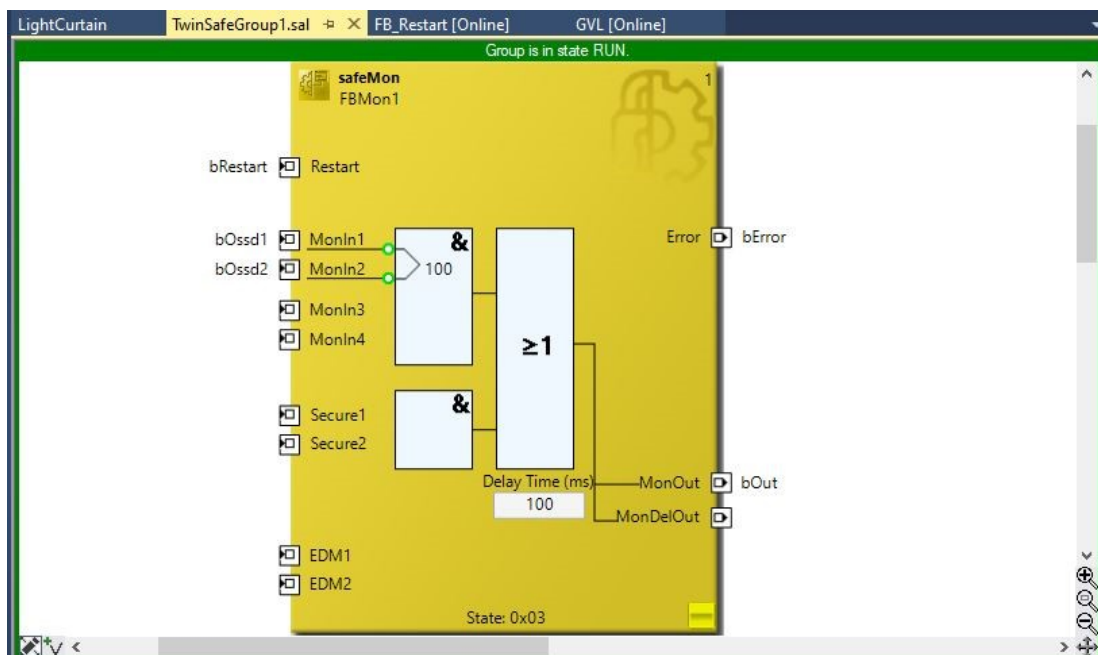 LightCurtain TwinSafeGroup1.sal FB_Restart [Online] GVL [Online]
Group is in state RUN.
safeMon 1
FBMon1
bRestart Restart
bOssd1 MonIn1 & Error bError
bOssd2 MonIn2 100
MonIn3
MonIn4 ≥1
&
Secure1
Secure2
Delay Time (ms) MonOut bOut
100 MonDelOut
EDM1
EDM2
State: 0x03